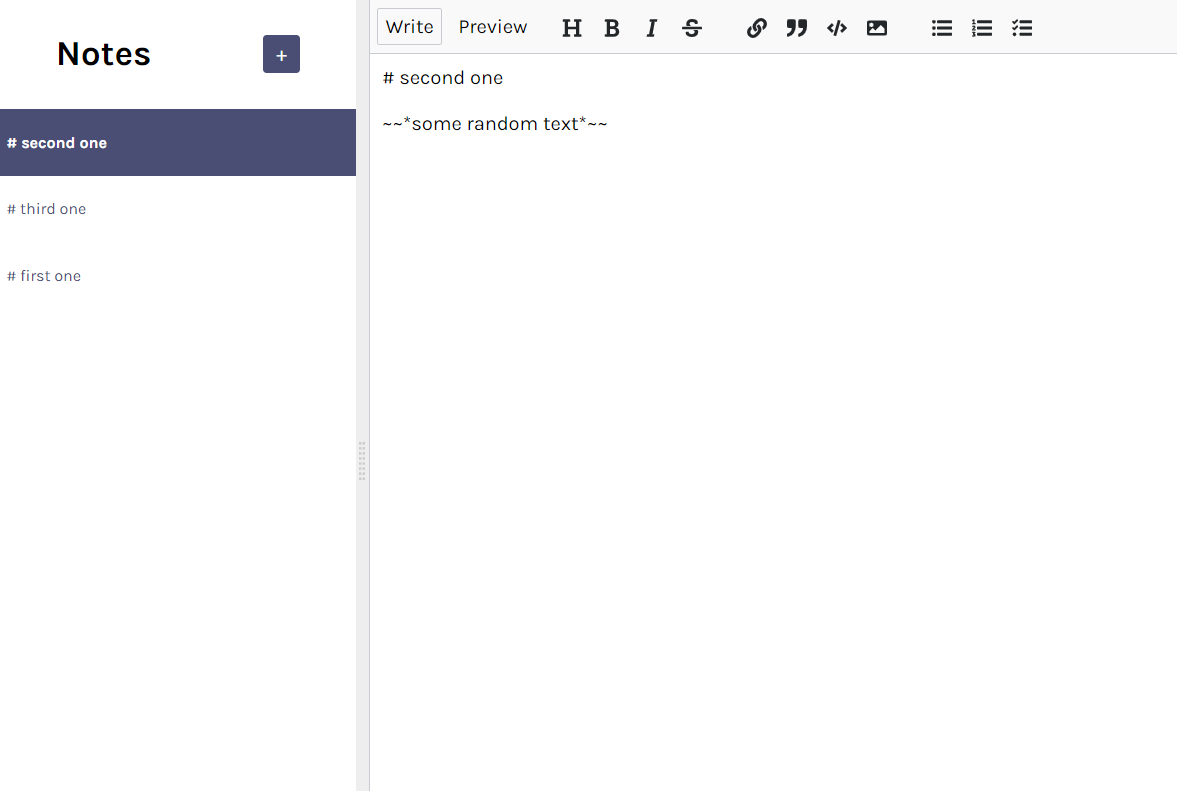 Notes
+
# second one
# third one
# first one
Write Preview
# second one
~~*some random text*~~